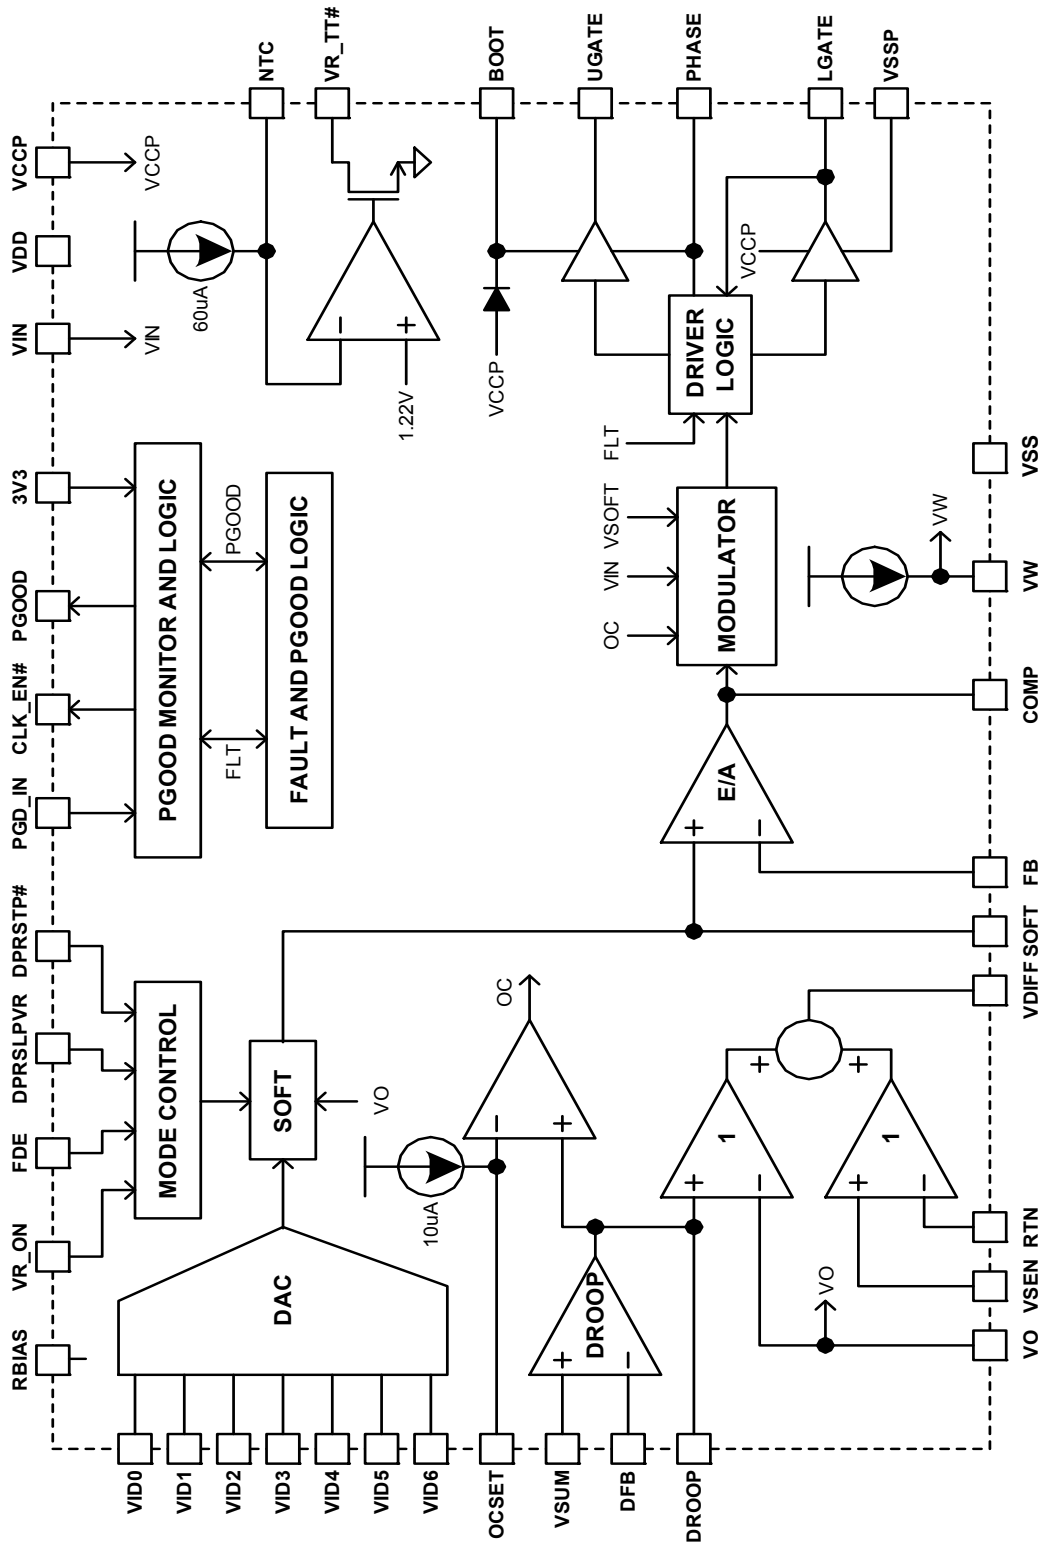 RBIAS
VR_ON
FDE
DPRSLPVR
DPRSTP#
PGD_IN
CLK_EN#
PGOOD
3V3
VIN
VDD
VCCP
VIN
VCCP
MODE CONTROL
PGOOD MONITOR AND LOGIC
FLT
PGOOD
FAULT AND PGOOD LOGIC
60uA
NTC
VR_TT#
1.22V
−
+
VID0
VID1
VID2
VID3
VID4
VID5
VID6
DAC
SOFT
VO
10uA
OCSET
VSUM
DFB
DROOP
DROOP
+
−
−
+
OC
VCCP
BOOT
UGATE
PHASE
LGATE
VSSP
VCCP
DRIVER
LOGIC
FLT
OC
VIN
VSOFT
MODULATOR
E/A
+
−
1
+
−
+
1
+
−
+
VO
VW
VO
VSEN
RTN
VDIFF
SOFT
FB
COMP
VW
VSS